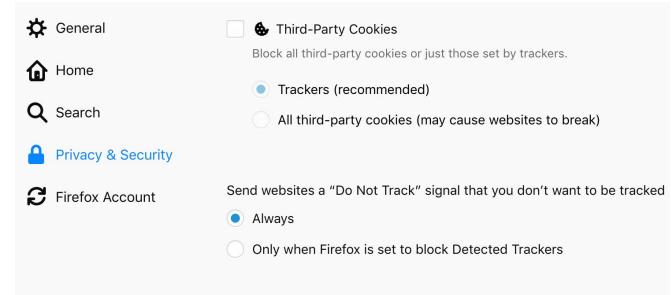 General
Home
Search
Privacy & Security
Firefox Account
Third-Party Cookies
Block all third-party cookies or just those set by trackers.
Trackers (recommended)
All third-party cookies (may cause websites to break)
Send websites a “Do Not Track” signal that you don’t want to be tracked
Always
Only when Firefox is set to block Detected Trackers